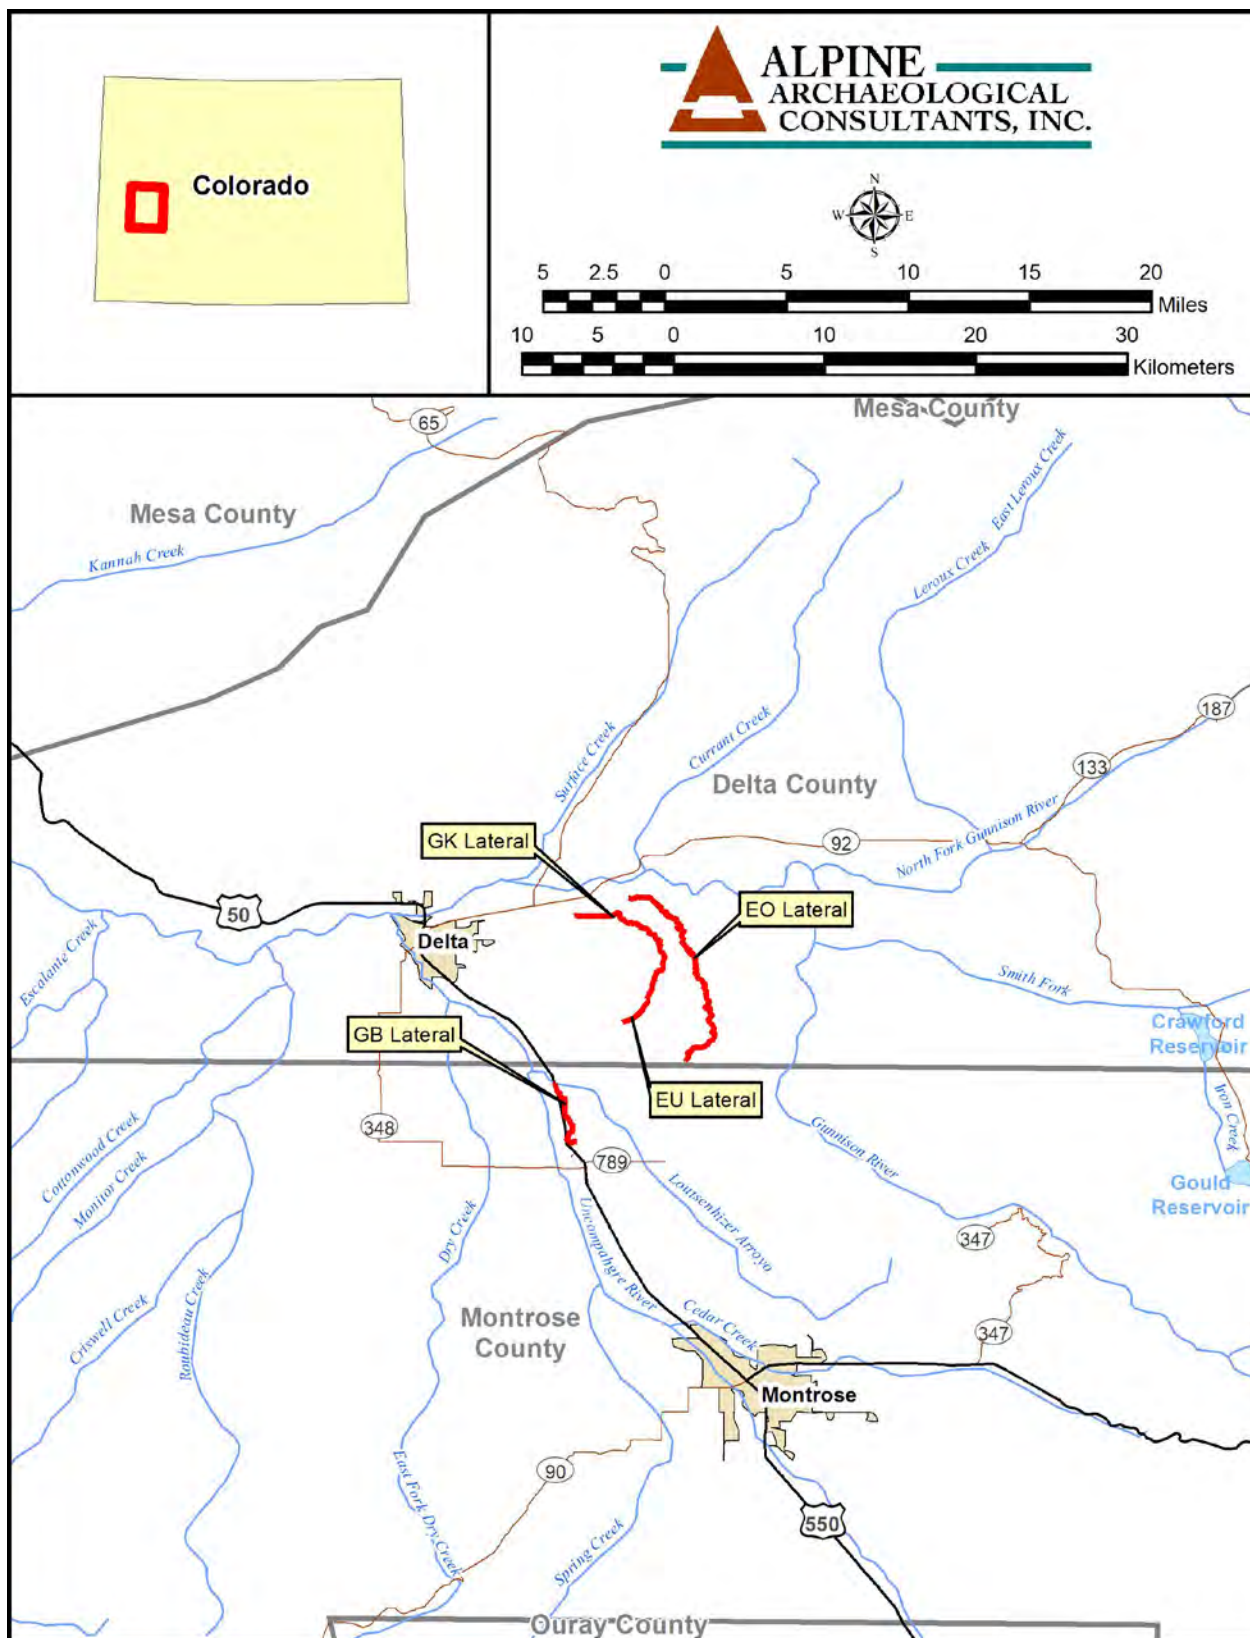 Colorado
ALPINE
ARCHAEOLOGICAL
CONSULTANTS, INC.
N
W E
S
5 2.5 0 5 10 15 20
Miles
10 5 0 10 20 30
Kilometers
Mesa County
65
Mesa County
Kannah Creek
East Leroux Creek
Leroux Creek
187
Surface Creek
Currant Creek
133
Delta County
GK Lateral
92
North Fork Gunnison River
50
EO Lateral
Delta
Escalante Creek
Smith Fork
Crawford
Reservoir
GB Lateral
EU Lateral
Iron Creek
348
Cottonwood Creek
Monitor Creek
789
Gunnison River
Gould
Reservoir
Loutsenhizer Arroyo
Dry Creek
Uncompahgre River
347
Criswell Creek
Roubideau Creek
Montrose
County
Cedar Creek
347
Montrose
90
East Fork Dry Creek
550
Spring Creek
Ouray County